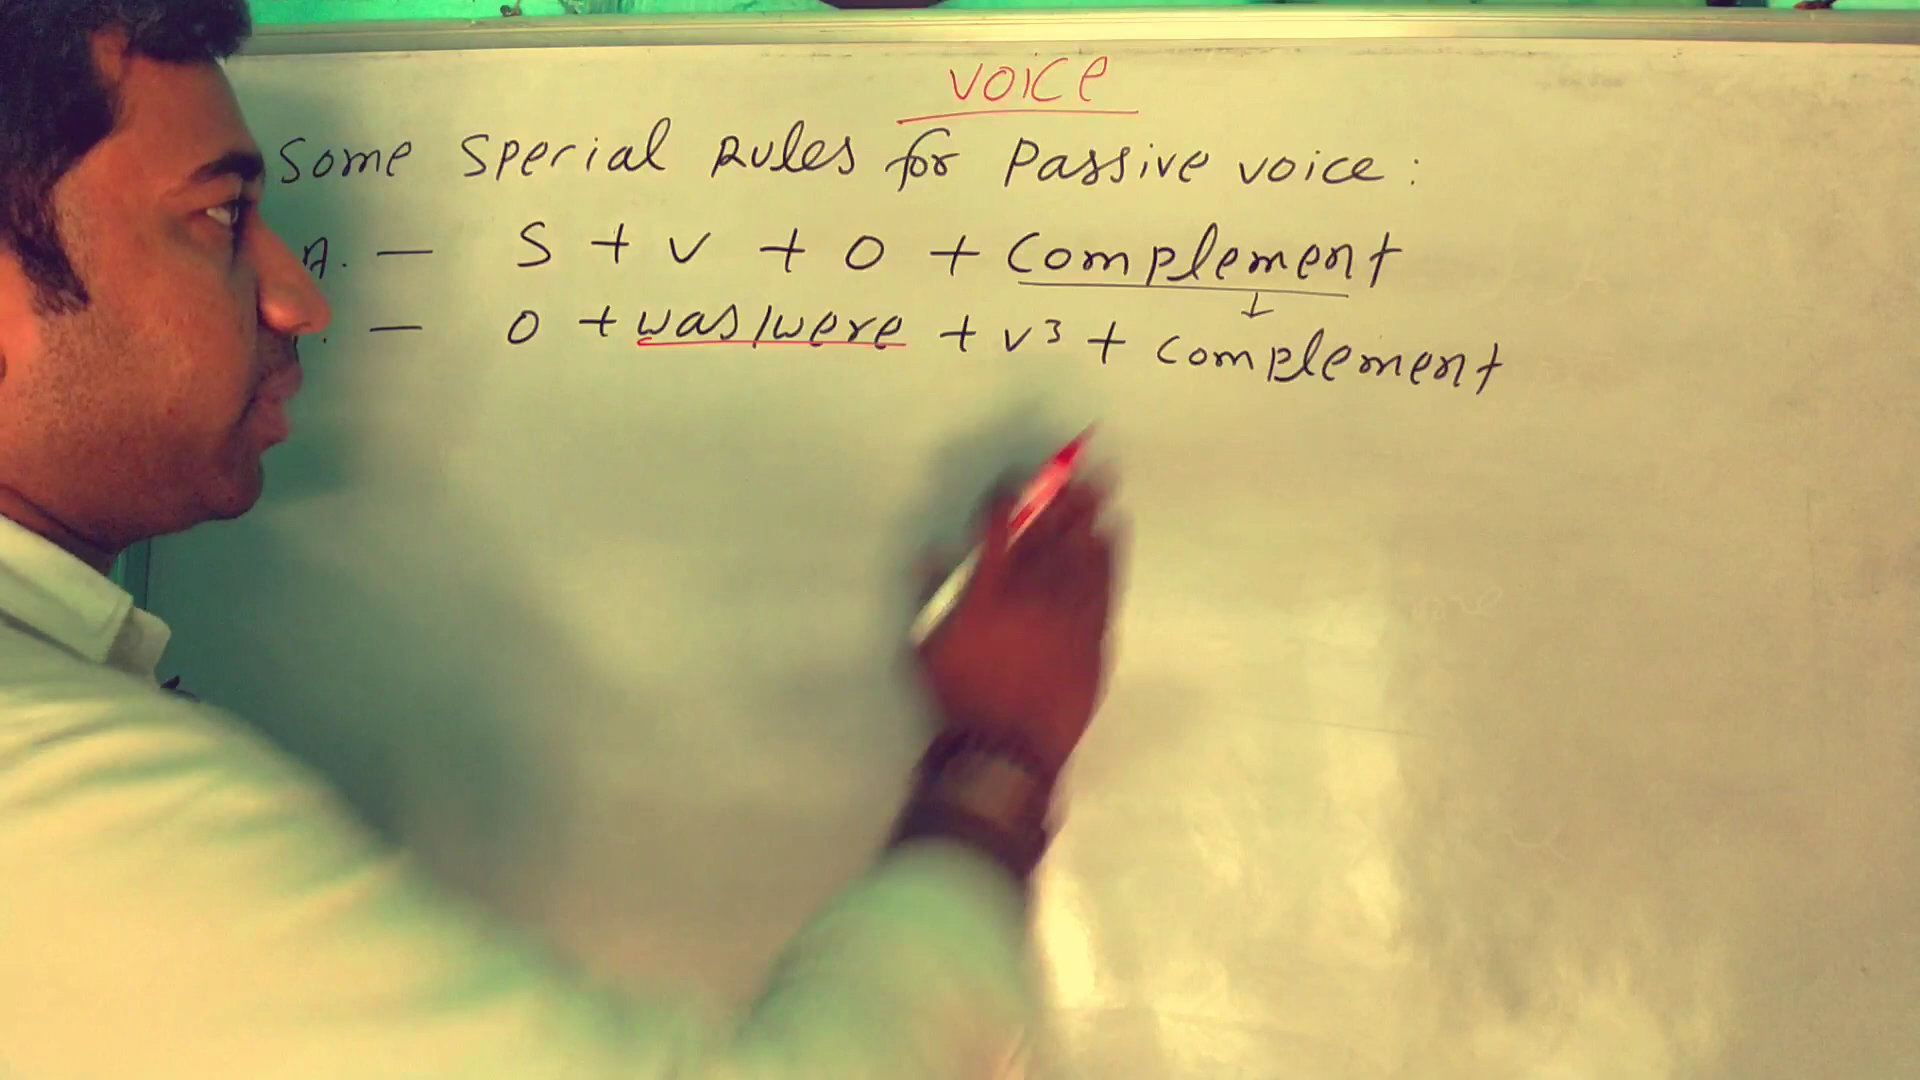 VOICE
Some Special Rules for Passive voice :
A. — S + V + O + Complement
— O + was/were + V3 + Complement